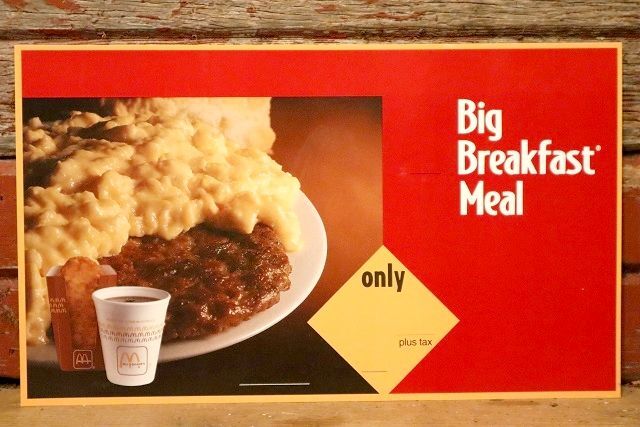 Big
Breakfast®
Meal
only
plus tax